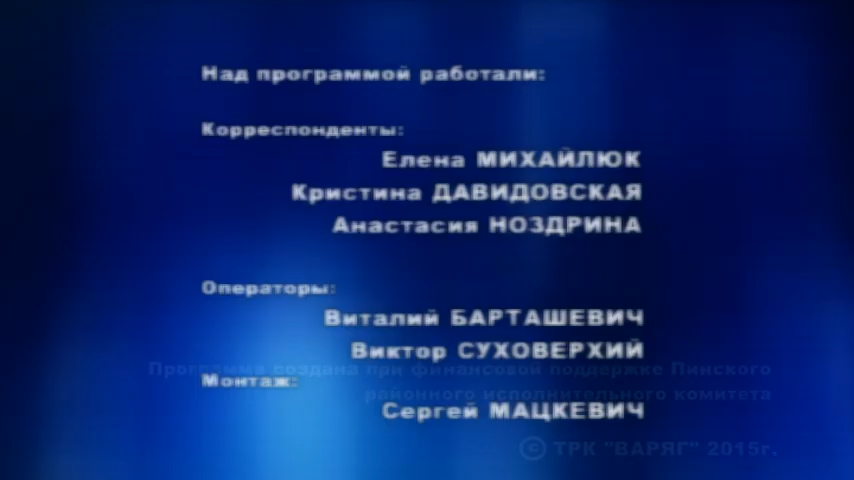 Над программой работали:
Корреспонденты:
Елена МИХАЙЛЮК
Кристина ДАВИДОВСКАЯ
Анастасия НОЗДРИНА
Операторы:
Виталий БАРТАШЕВИЧ
Виктор СУХОВЕРХИЙ
Программа создана при финансовой поддержке Пинского
Монтаж:
районного исполнительного комитета
Сергей МАЦКЕВИЧ
© ТРК "ВАРЯГ" 2015г.